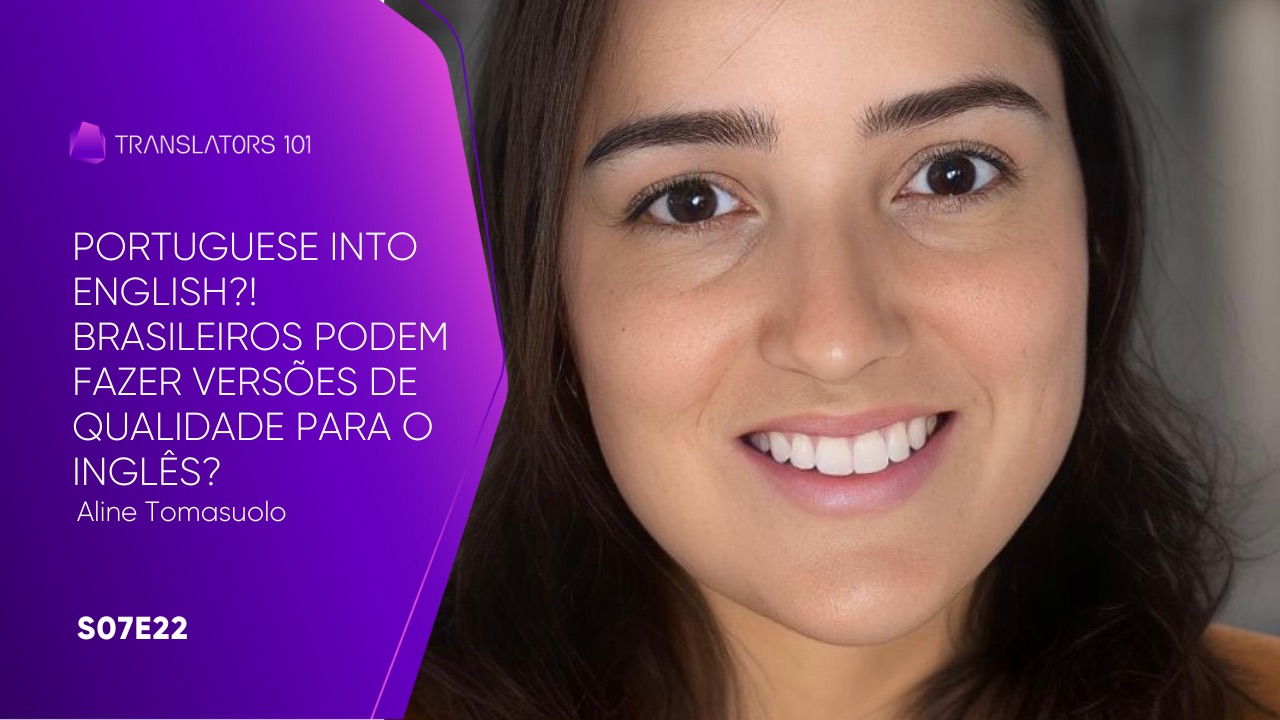 TRANSLATORS 101
PORTUGUESE INTO
ENGLISH?!
BRASILEIROS PODEM
FAZER VERSÕES DE
QUALIDADE PARA O
INGLÊS?
Aline Tomasuolo
S07E22